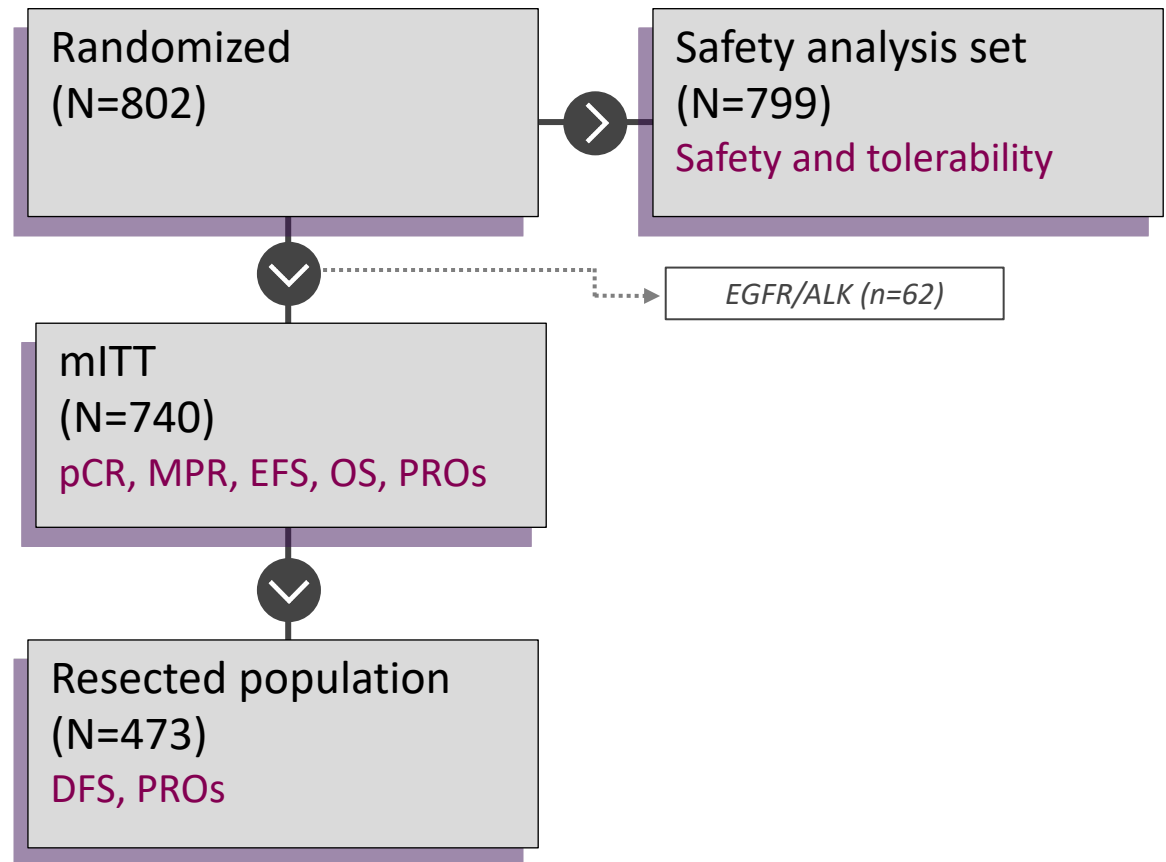 Randomized
(N=802)
Safety analysis set
(N=799)
Safety and tolerability
EGFR/ALK (n=62)
mITT
(N=740)
pCR, MPR, EFS, OS, PROs
Resected population
(N=473)
DFS, PROs